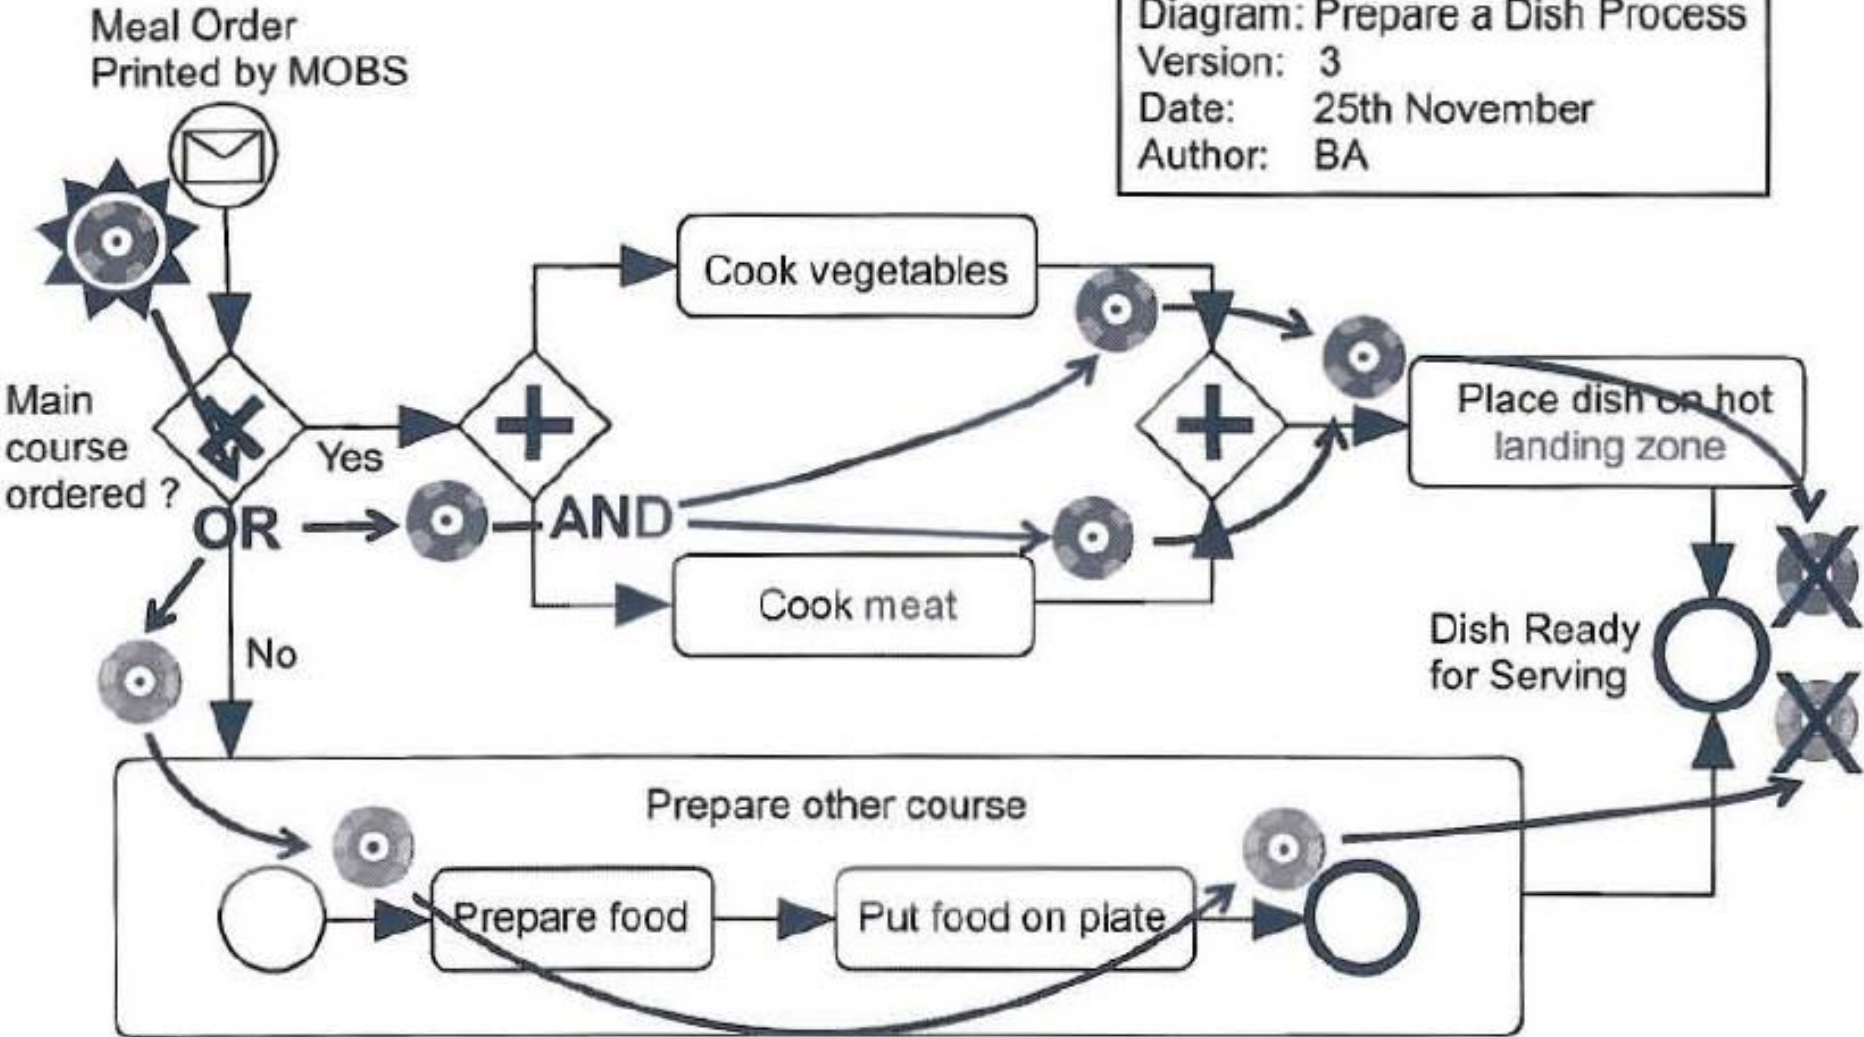 Meal Order
Printed by MOBS
Diagram: Prepare a Dish Process
Version: 3
Date: 25th November
Author: BA
Cook vegetables
Main
course
ordered ?
Yes
Place dish on hot
landing zone
OR
AND
Cook meat
No
Dish Ready
for Serving
Prepare other course
Prepare food
Put food on plate